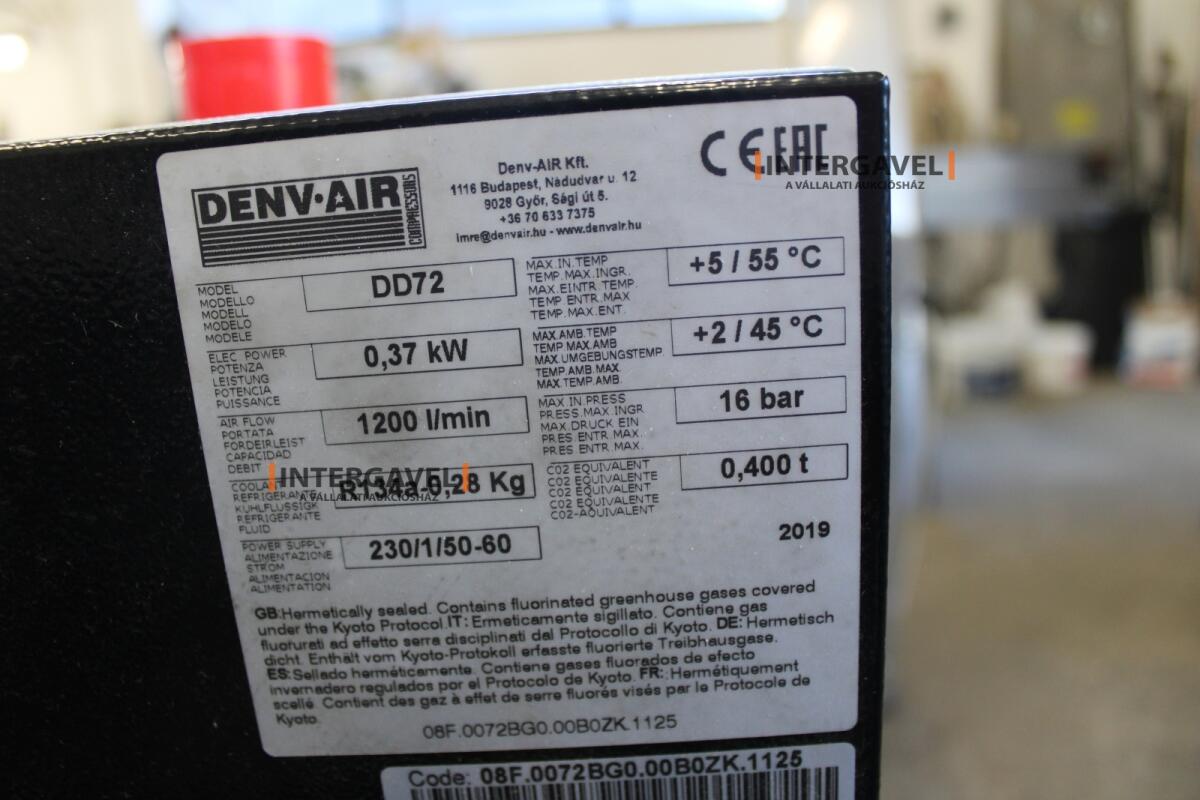 DENV·AIR
COMPRESSORS
Denv-AIR Kft.
1116 Budapest, Nádudvar u. 12
9028 Győr, Sági út 5.
+36 70 633 7375
imre@denvair.hu - www.denvair.hu
CE EAC
INTERGAVEL
A VÁLLALATI AUKCIÓSHÁZ
MODEL
MODELLO
MODELL
MODELO
MODELE
DD72
ELEC POWER
POTENZA
LEISTUNG
POTENCIA
PUISSANCE
0,37 kW
AIR FLOW
PORTATA
FORDEIRLEIST
CAPACIDAD
DEBIT
1200 l/min
REFRIGERANTE
KUHLFLUSSIGK
REFRIGERANTE
FLUID
R134a-0,28 Kg
INTERGAVEL
A VÁLLALATI AUKCIÓSHÁZ
POWER SUPPLY
ALIMENTAZIONE
STROM
ALIMENTACION
ALIMENTATION
230/1/50-60
MAX.IN.TEMP
TEMP.MAX.INGR.
MAX.EINTR.TEMP.
TEMP.ENTR.MAX
TEMP.MAX.ENT.
+5 / 55 °C
MAX.AMB.TEMP
TEMP.MAX.AMB
MAX.UMGEBUNGSTEMP.
TEMP.AMB.MAX
MAX.TEMP.AMB.
+2 / 45 °C
MAX IN.PRESS
PRESS.MAX.INGR
MAX.DRUCK EIN
PRES.ENTR MAX.
PRES ENTR MAX.
16 bar
C02 EQUIVALENT
C02 EQUIVALENTE
C02 EQUIVALENT
C02 EQUIVALENTE
C02-AQUIVALENT
0,400 t
2019
GB:Hermetically sealed. Contains fluorinated greenhouse gases covered
under the Kyoto Protocol.IT: Ermeticamente sigillato. Contiene gas
fluofurati ad effetto serra disciplinati dal Protocollo di Kyoto. DE: Hermetisch
dicht. Enthält vom Kyoto-Protokoll erfasste fluorierte Treibhausgase.
ES:Sellado herméticamente. Contiene gases fluorados de efecto
invernadero regulados por el Protocolo de Kyoto. FR:Hermétiquement
scellé. Contient des gaz à effet de serre fluorés visés par le Protocole de
Kyoto.
08F.0072BG0.00B0ZK.1125
Code: 08F.0072BG0.00B0ZK.1125